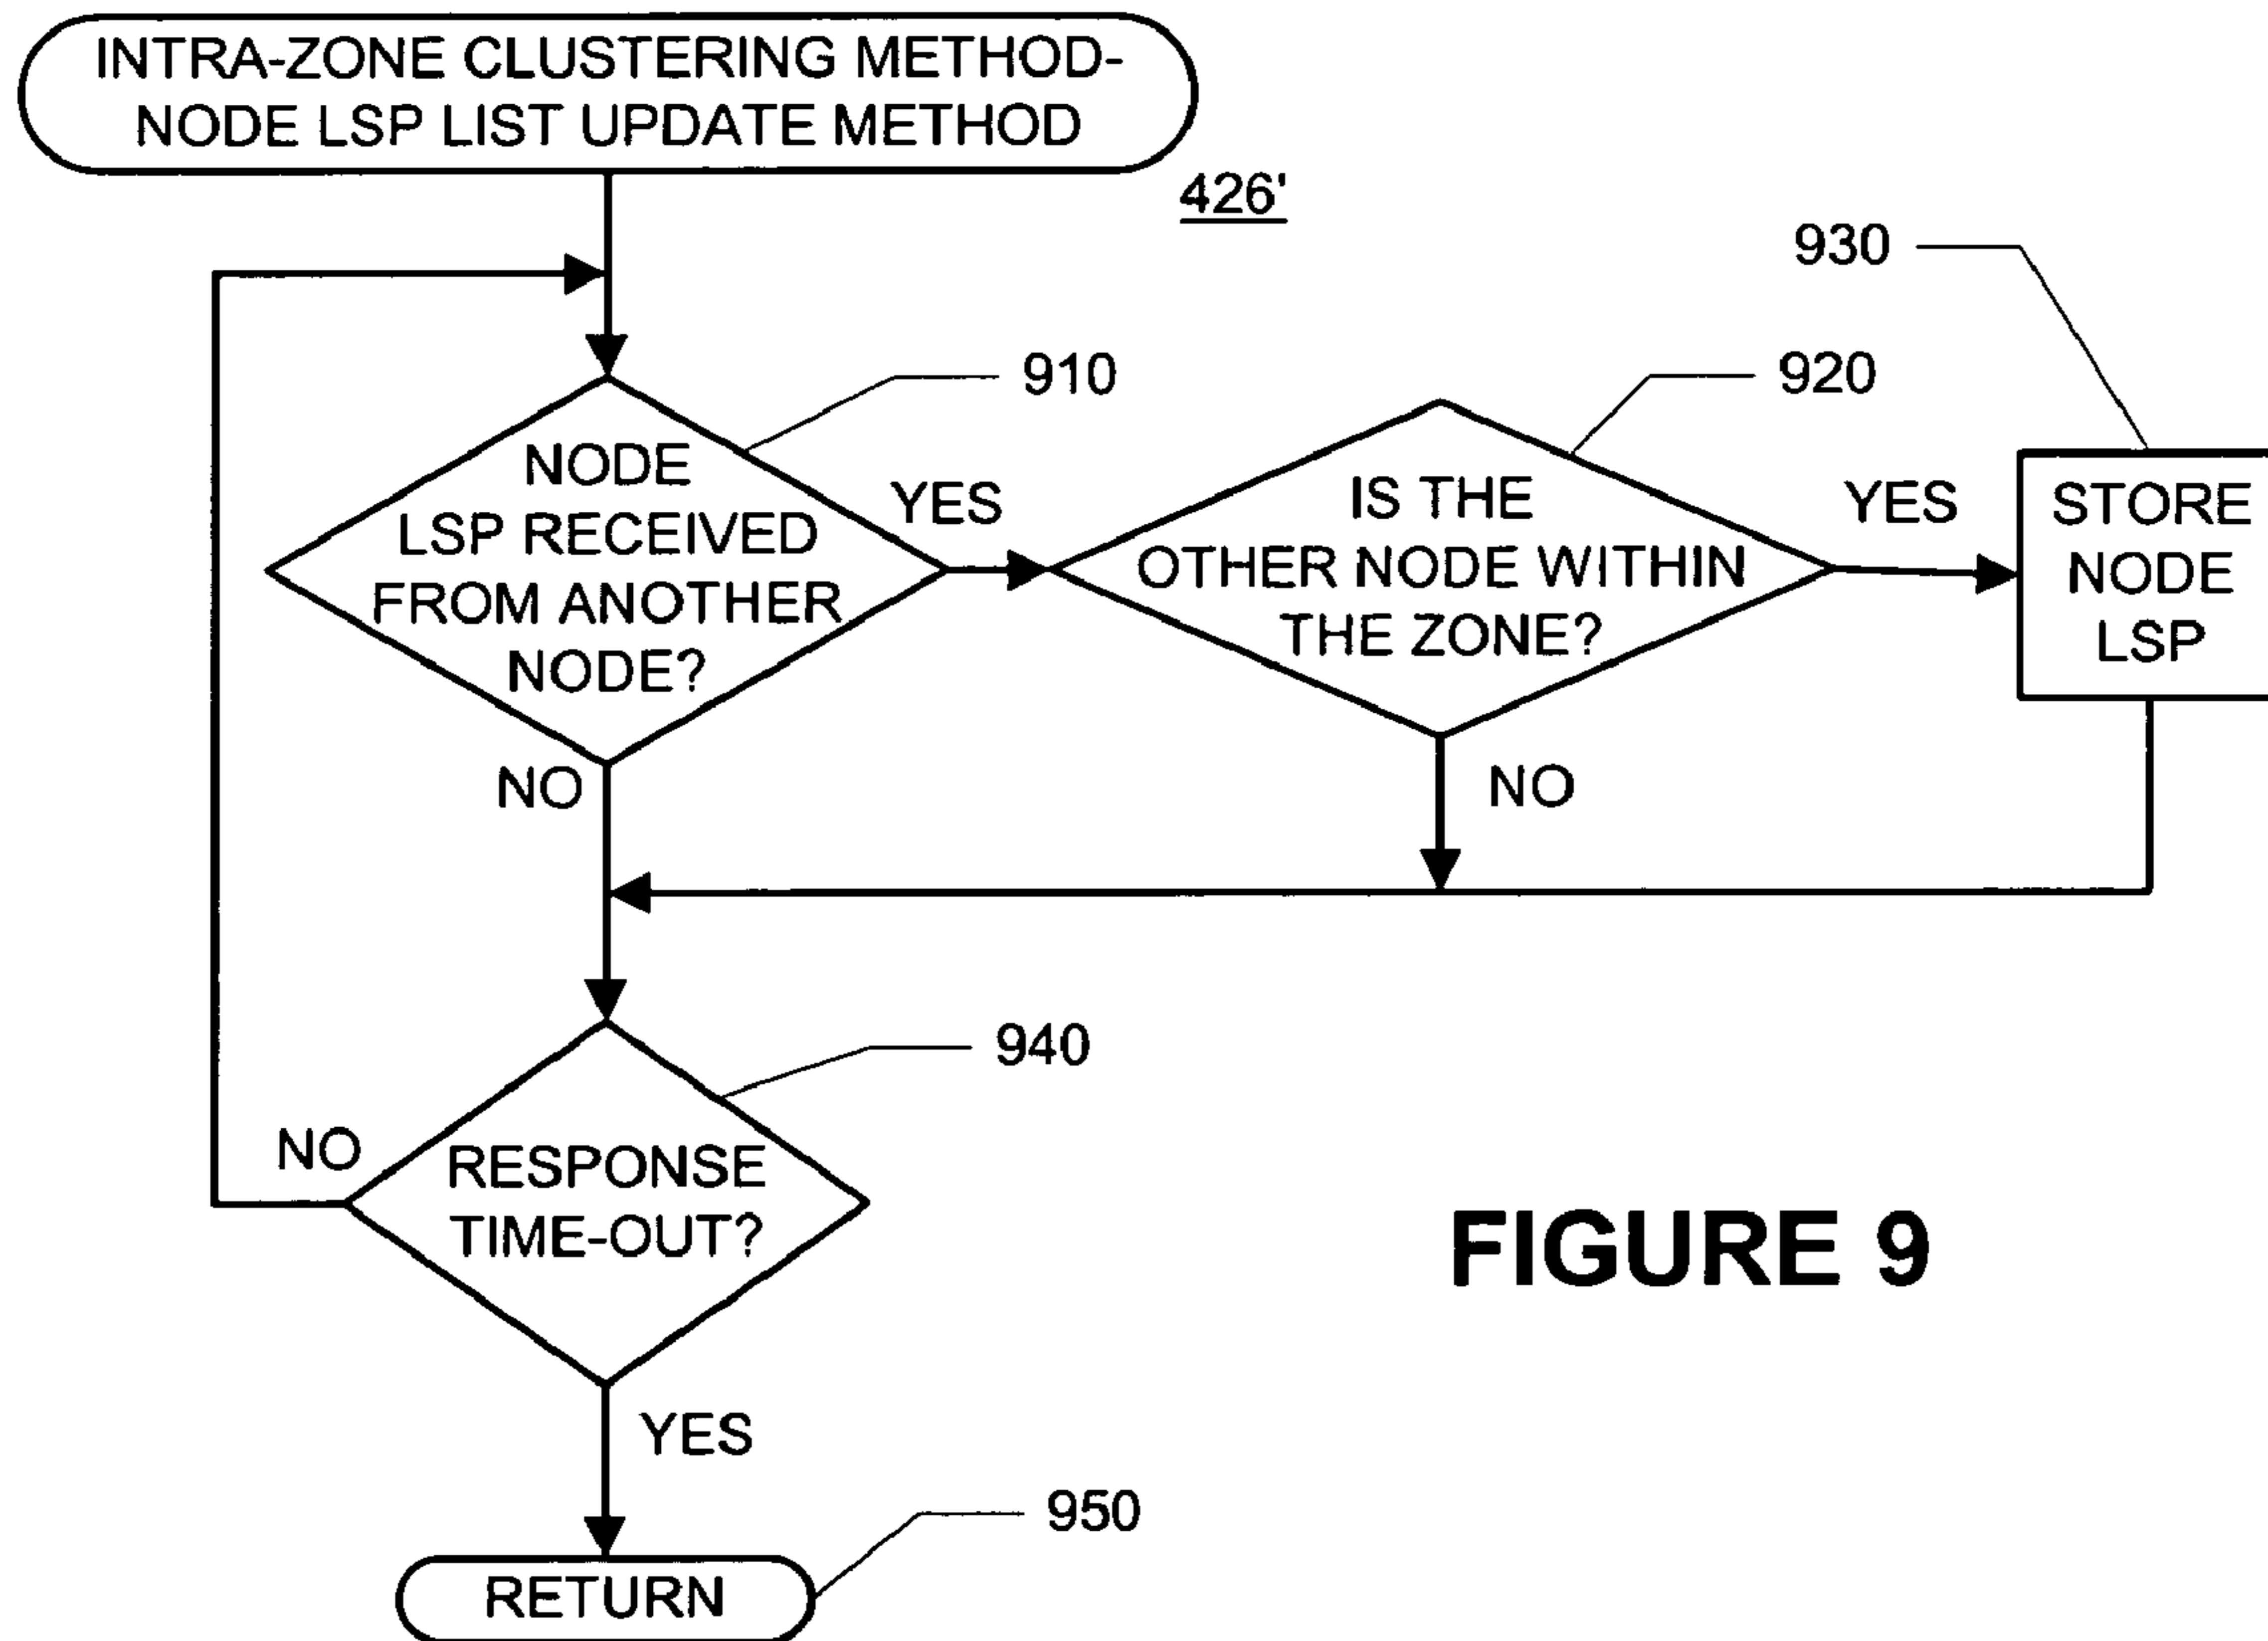 INTRA-ZONE CLUSTERING METHOD-
NODE LSP LIST UPDATE METHOD
426'
930
910
920
NODE
LSP RECEIVED
FROM ANOTHER
NODE?
YES
IS THE
OTHER NODE WITHIN
THE ZONE?
YES
STORE
NODE
LSP
NO
NO
940
NO
RESPONSE
TIME-OUT?
FIGURE 9
YES
950
RETURN